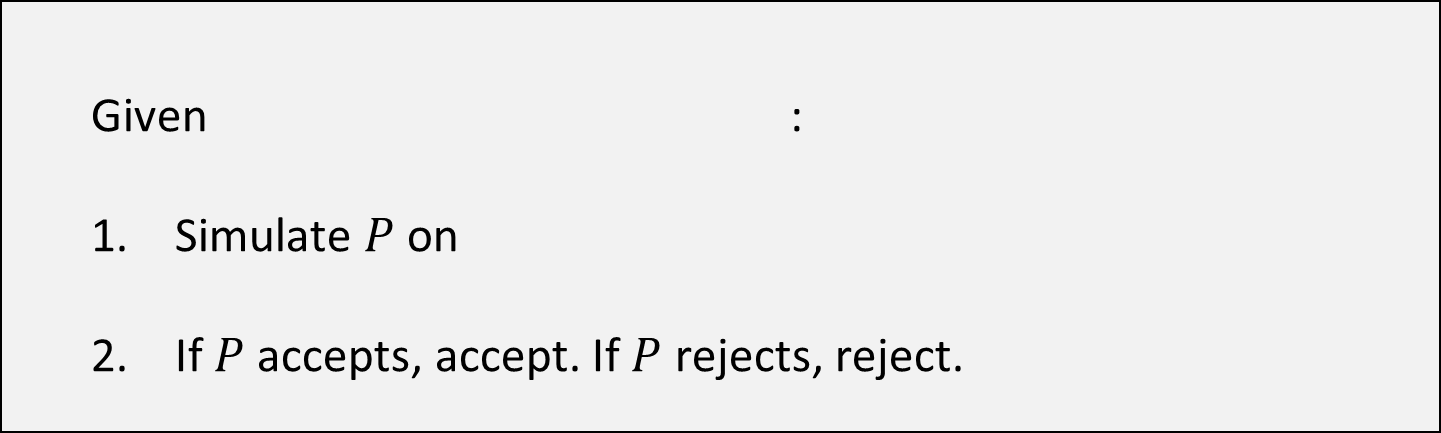 Given :
1. Simulate P on
2. If P accepts, accept. If P rejects, reject.